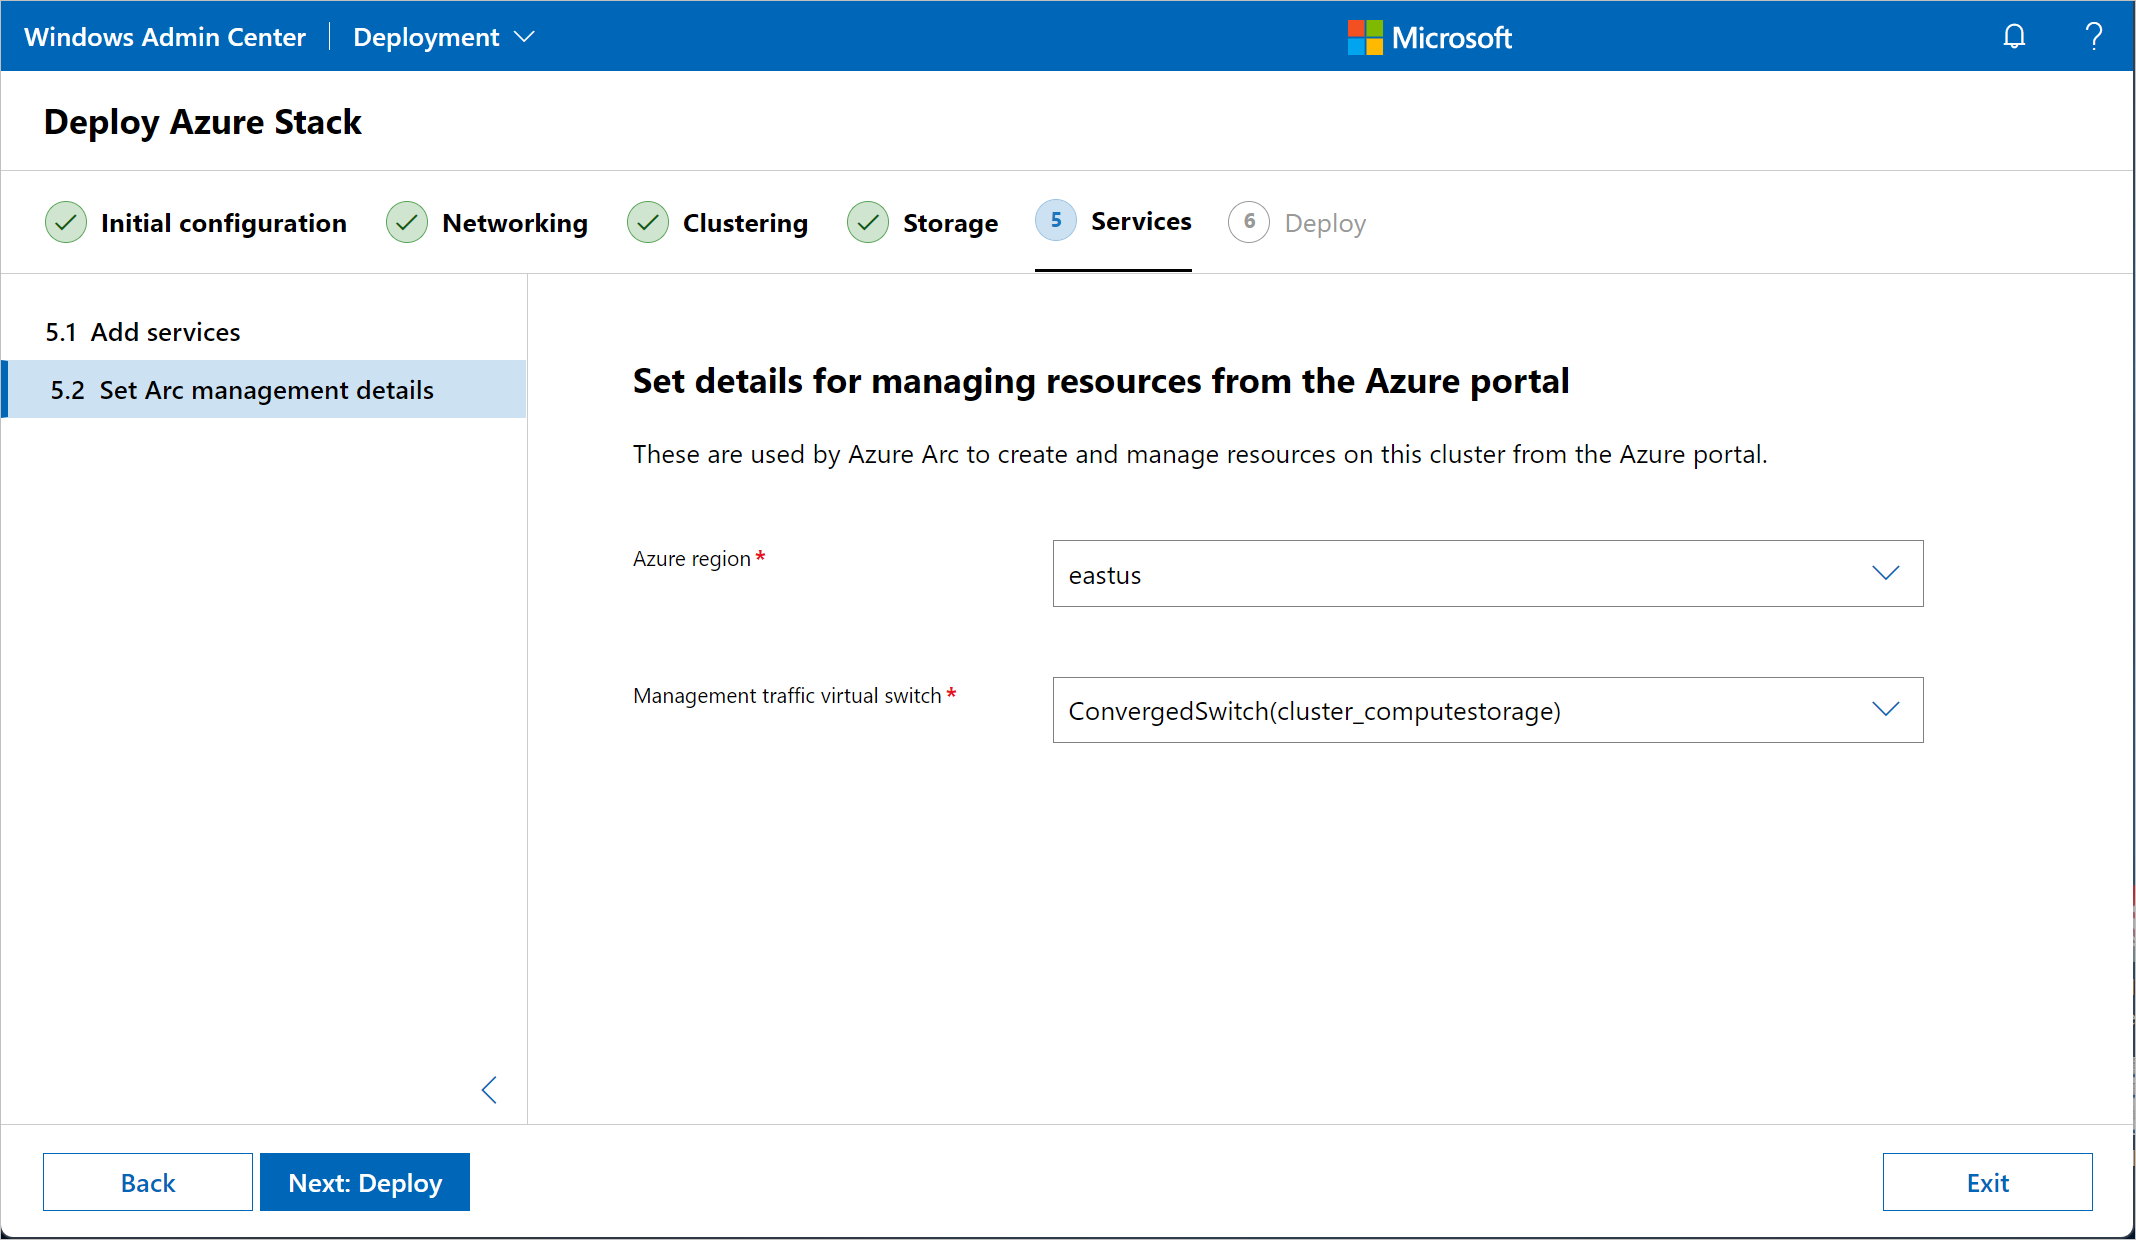 Windows Admin Center | Deployment Microsoft ?
Deploy Azure Stack
Initial configuration Networking Clustering Storage 5 Services 6 Deploy
5.1 Add services
5.2 Set Arc management details
Set details for managing resources from the Azure portal
These are used by Azure Arc to create and manage resources on this cluster from the Azure portal.
Azure region *
eastus
Management traffic virtual switch *
ConvergedSwitch(cluster_computestorage)
Back Next: Deploy Exit